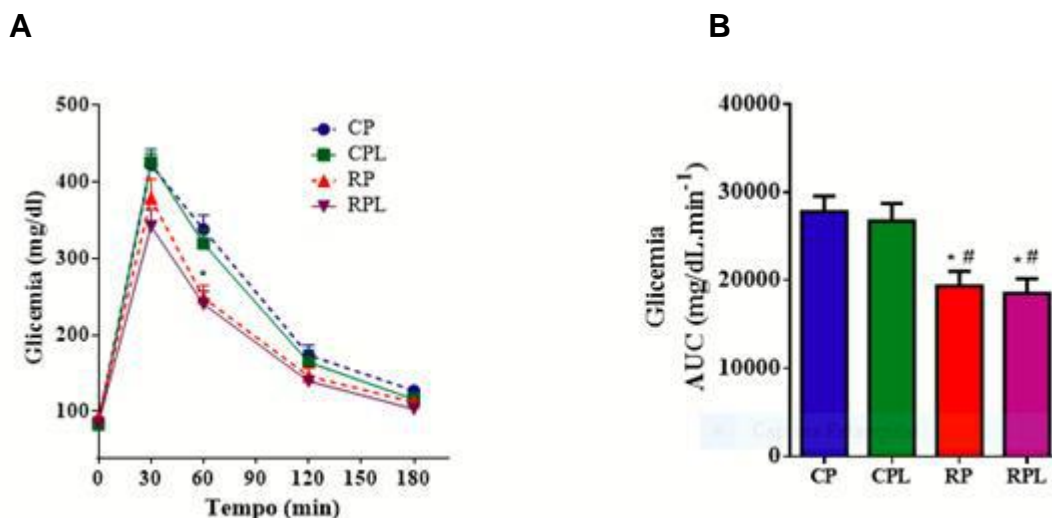 A
B
500
400
300
200
100
Glicemia (mg/dl)
CP
CPL
RP
RPL
*
0 30 60 90 120 150 180
Tempo (min)
40000
30000
20000
10000
0
Glicemia
AUC (mg/dL.min-1)
* #
* #
CP CPL RP RPL